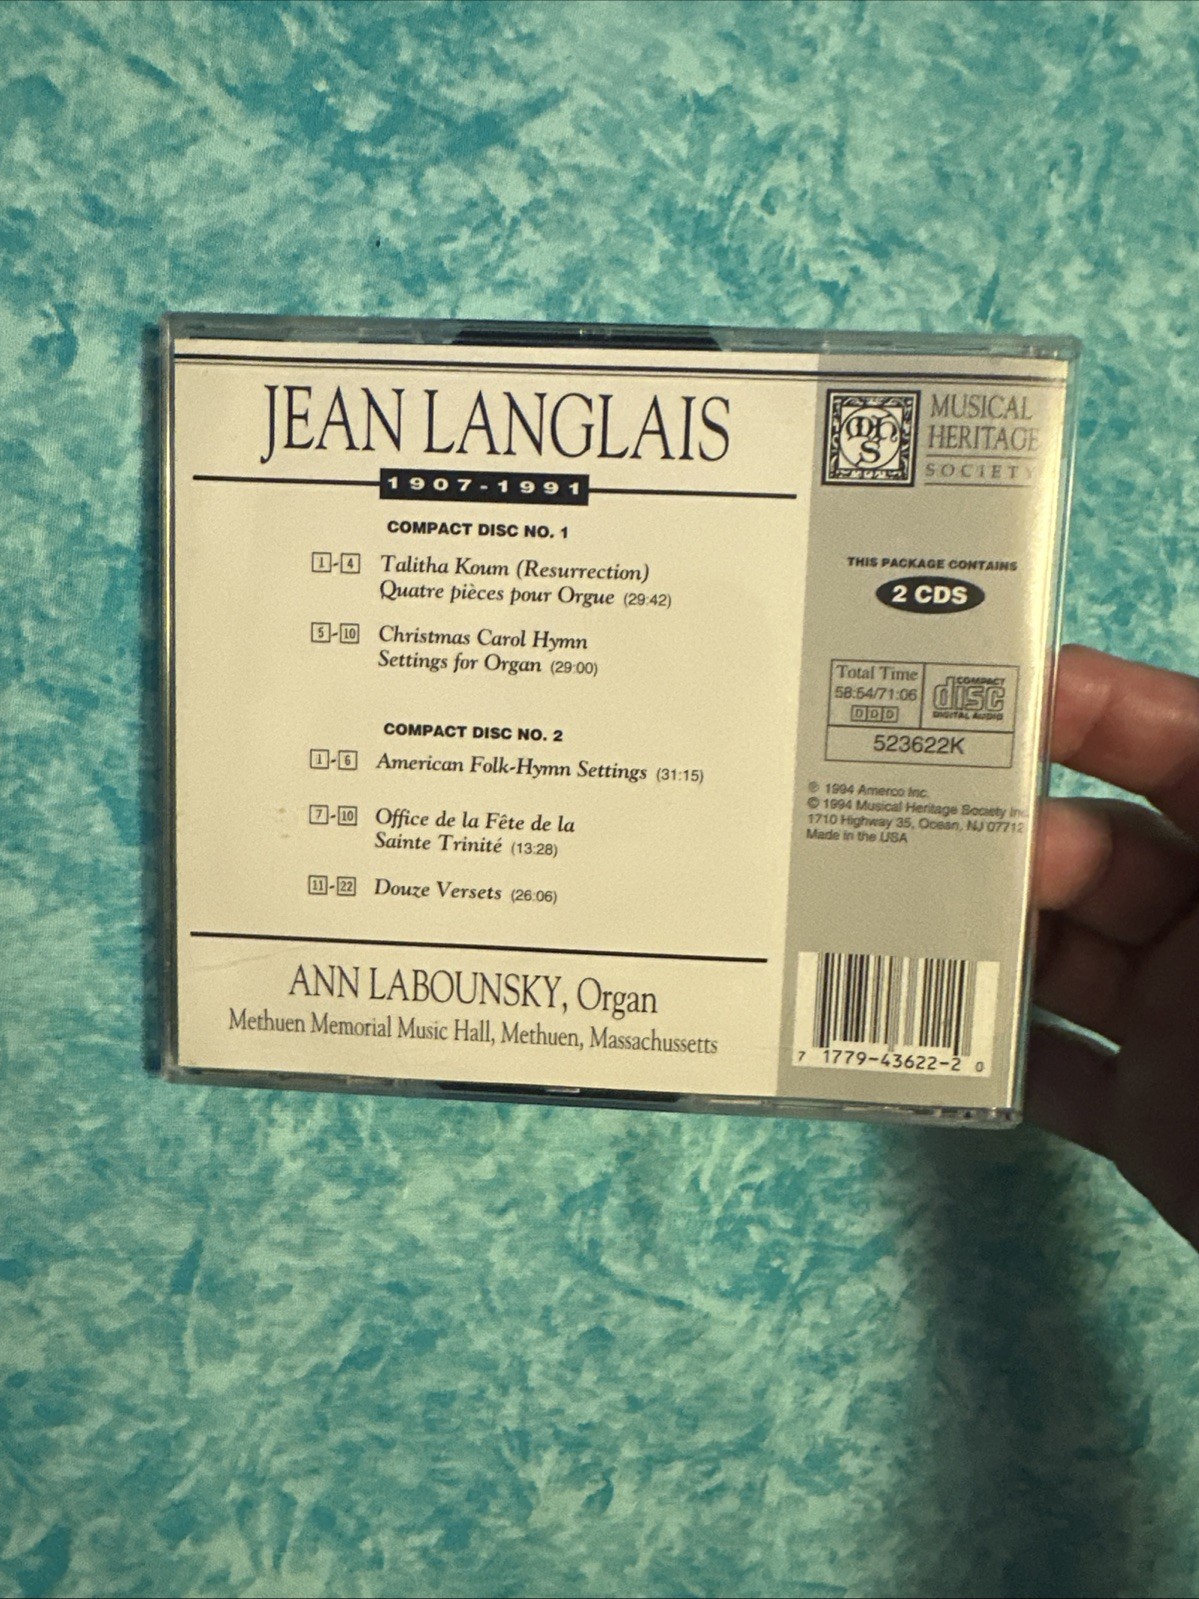 JEAN LANGLAIS
1907-1991
COMPACT DISC NO. 1
1-4 Talitha Koum (Resurrection)
Quatre pièces pour Orgue (29:42)
5-10 Christmas Carol Hymn
Settings for Organ (29:00)
COMPACT DISC NO. 2
1-6 American Folk-Hymn Settings (31:15)
7-10 Office de la Fête de la
Sainte Trinité (13:28)
11-22 Douze Versets (26:06)
ANN LABOUNSKY, Organ
Methuen Memorial Music Hall, Methuen, Massachussetts
mhs
MUSICAL
HERITAGE
SOCIETY
THIS PACKAGE CONTAINS
2 CDS
Total Time
58:54/71:06
DDD
COMPACT
disc
DIGITAL AUDIO
523622K
℗ 1994 Amerco Inc.
© 1994 Musical Heritage Society Inc
1710 Highway 35, Ocean, NJ 07712
Made in the USA
7 1779-43622-2 0